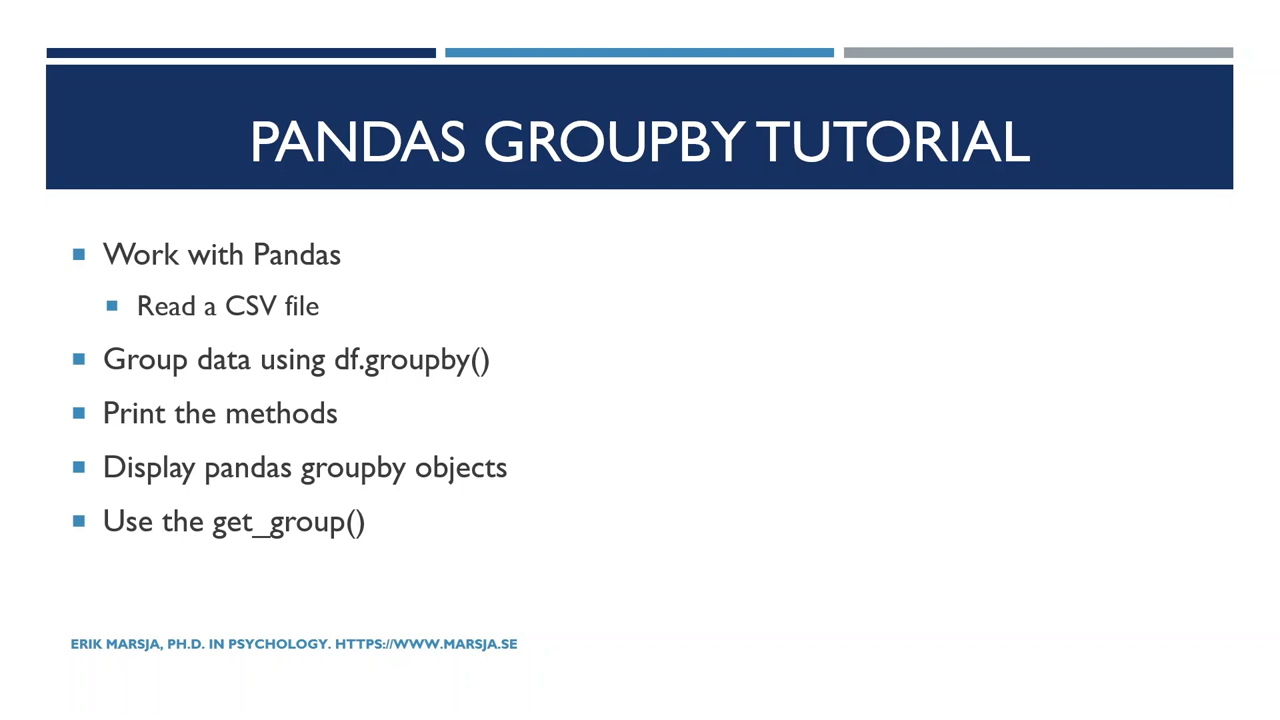 PANDAS GROUPBY TUTORIAL
Work with Pandas
Read a CSV file
Group data using df.groupby()
Print the methods
Display pandas groupby objects
Use the get_group()
ERIK MARSJA, PH.D. IN PSYCHOLOGY. HTTPS://WWW.MARSJA.SE